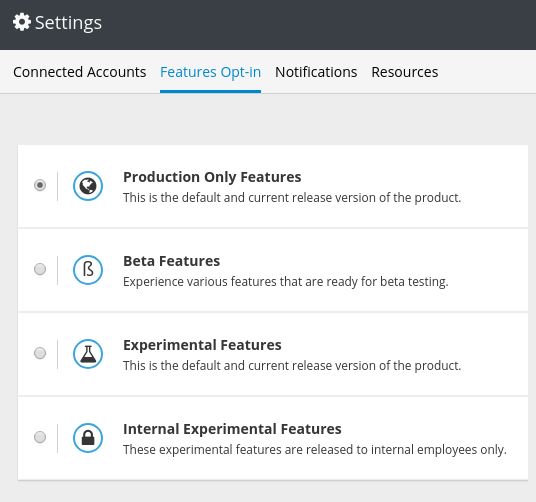 Settings
Connected Accounts Features Opt-in Notifications Resources
Production Only Features
This is the default and current release version of the product.
ß
Beta Features
Experience various features that are ready for beta testing.
Experimental Features
This is the default and current release version of the product.
Internal Experimental Features
These experimental features are released to internal employees only.